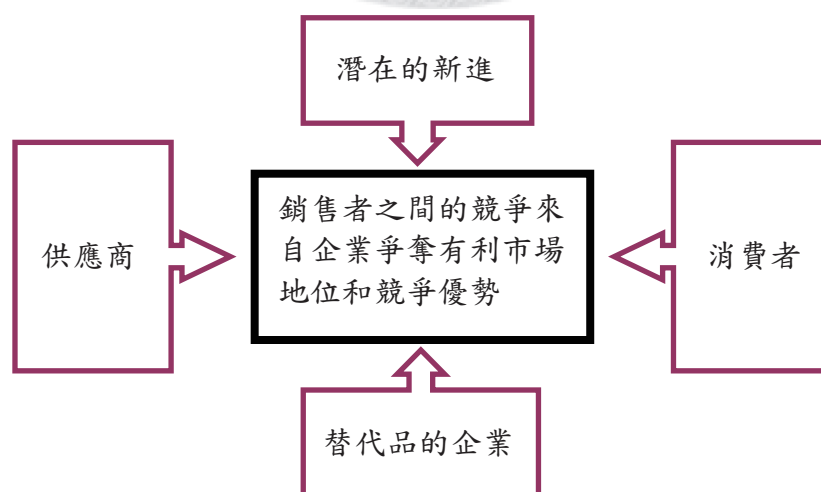 潛在的新進
供應商
銷售者之間的競爭來
自企業爭奪有利市場
地位和競爭優勢
消費者
替代品的企業